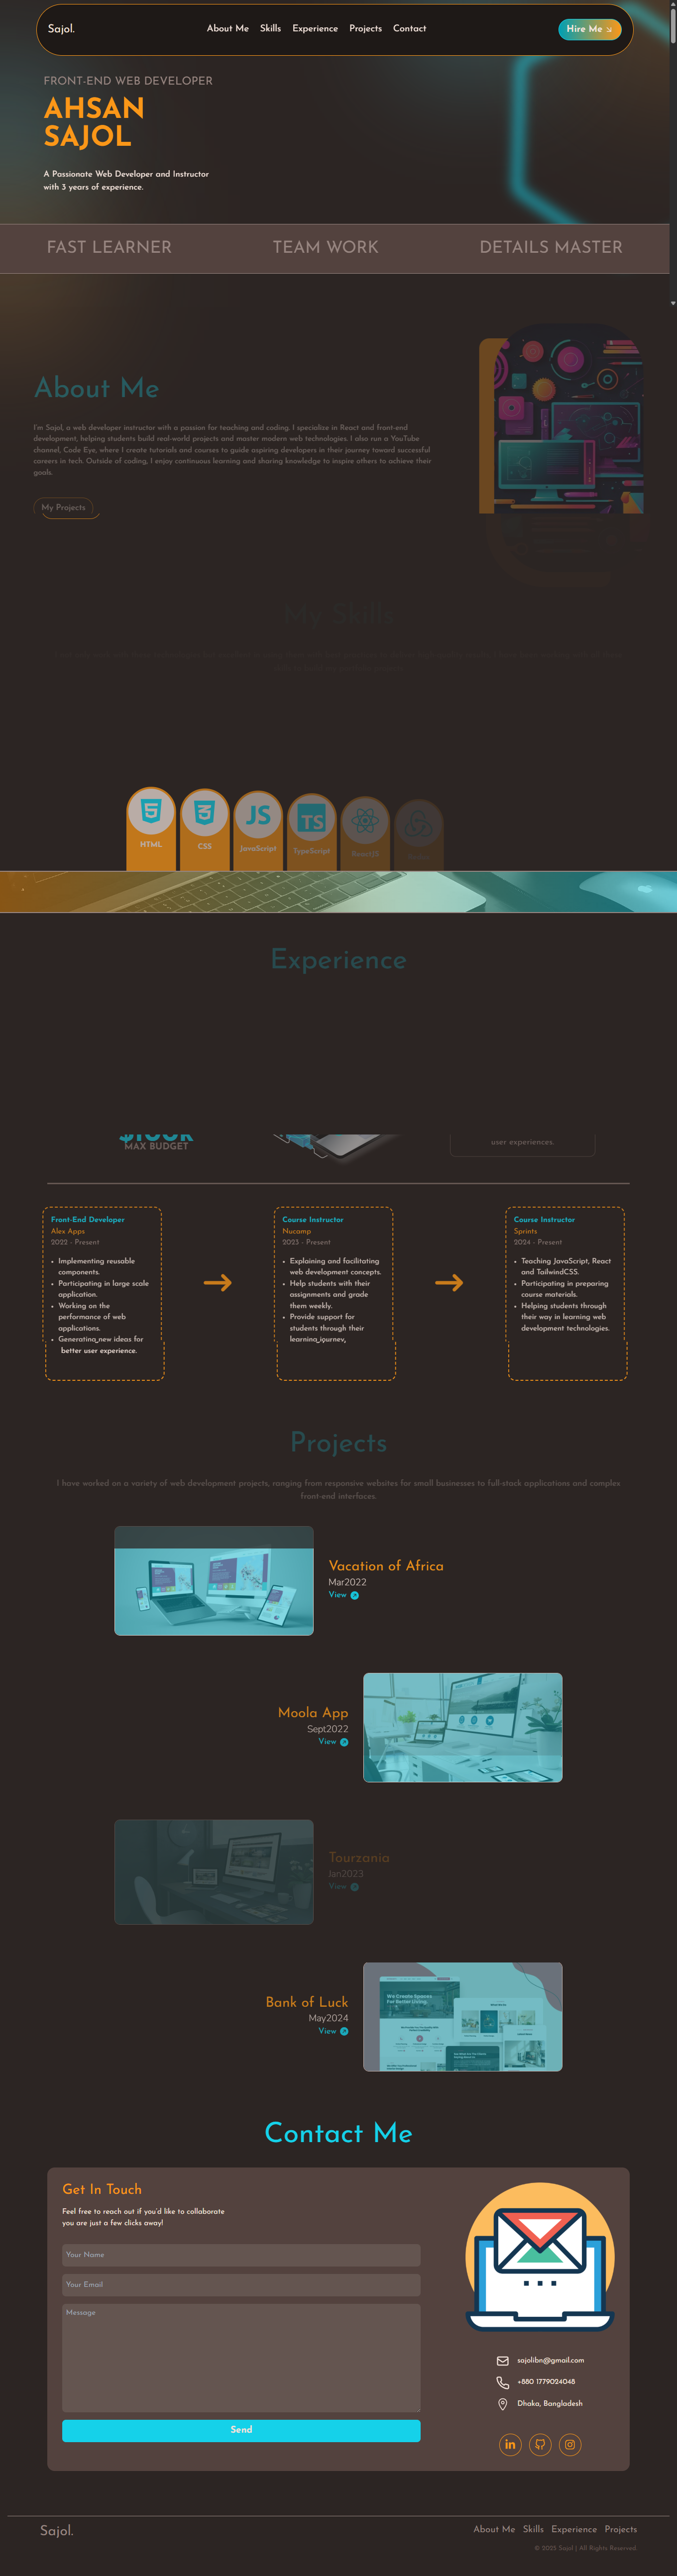 Sajol.
About Me Skills Experience Projects Contact
Hire Me
FRONT-END WEB DEVELOPER
AHSAN
SAJOL
A Passionate Web Developer and Instructor
with 3 years of experience.
FAST LEARNER TEAM WORK DETAILS MASTER
About Me
I'm Sajol, a web developer instructor with a passion for teaching and coding. I specialise in React and front-end
development, helping students build real-world projects and master modern web technologies. I also run a YouTube
channel, Code Eye, where I create tutorials and courses to guide aspiring developers in their journey toward successful
careers in tech. Outside of coding, I enjoy continuous learning and sharing knowledge to inspire others to achieve their
goals.
My Projects
My Skills
HTML
CSS
JavaScript
TypeScript
ReactJS
Experience
MAX BUDGET
user experiences.
Front-End Developer
Alex Apps
2022 - Present
Implementing reusable
components.
Participating in large scale
application.
Working on the
performance of web
applications.
Generating new ideas for
better user experience.
Course Instructor
Nucamp
2023 - Present
Explaining and facilitating
web development concepts.
Help students with their
assignments and grade
them weekly.
Provide support for
students through their
learning journey.
Course Instructor
Sprints
2024 - Present
Teaching JavaScript, React
and TailwindCSS.
Participating in preparing
course materials.
Helping students through
their way in learning web
development technologies.
Projects
I have worked on a variety of web development projects, ranging from responsive websites for small businesses to full-stack applications and complex
front-end interfaces.
Vacation of Africa
Mar2022
View
Moola App
Sept2022
View
Tourzania
Jan2023
View
We Create Spaces
For Better Living.
Bank of Luck
May2024
View
Contact Me
Get In Touch
Feel free to reach out if you'd like to collaborate
you are just a few clicks away!
Your Name
Your Email
Message
Send
sajolibn@gmail.com
+880 1779024048
Dhaka, Bangladesh
Sajol.
About Me Skills Experience Projects
© 2025 Sajol | All Rights Reserved.